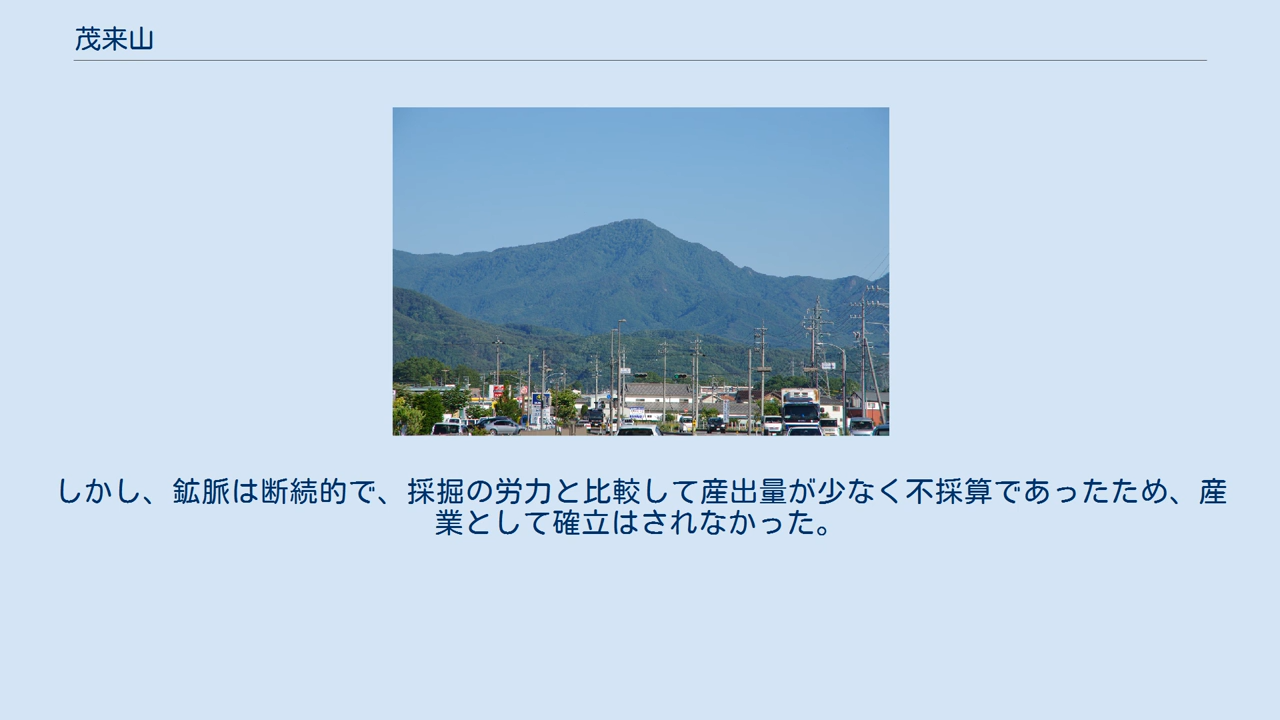 茂来山
しかし、鉱脈は断続的で、採掘の労力と比較して産出量が少なく不採算であったため、産
業として確立はされなかった。